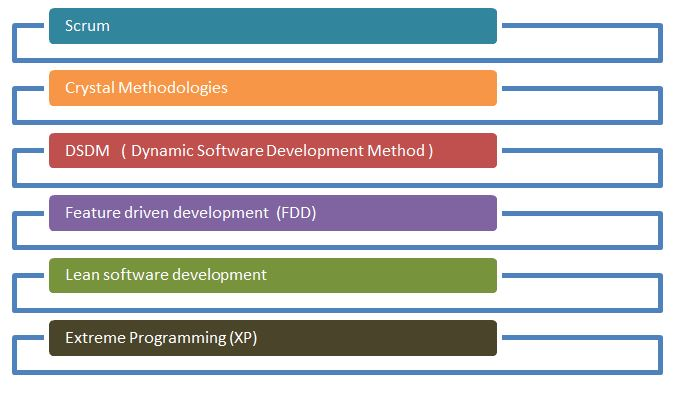 Scrum
Crystal Methodologies
DSDM ( Dynamic Software Development Method )
Feature driven development (FDD)
Lean software development
Extreme Programming (XP)